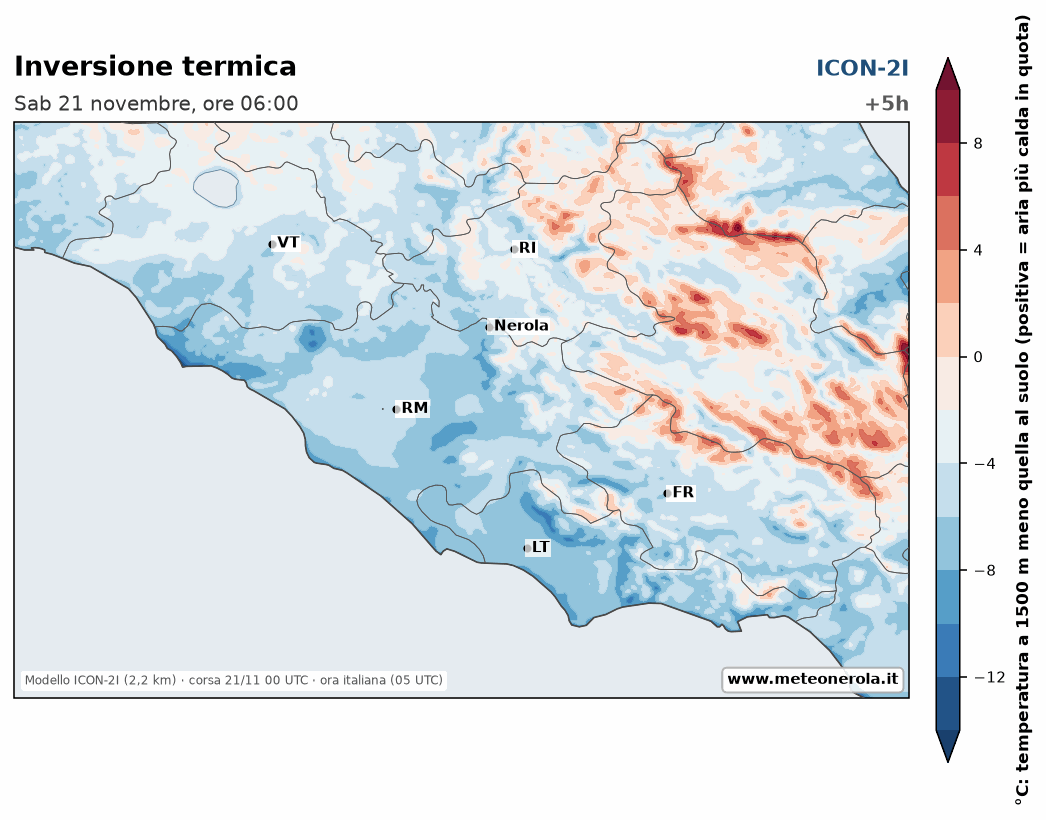 Inversione termica
ICON-2I
Sab 21 novembre, ore 06:00
+5h
VT
RI
Nerola
RM
FR
LT
Modello ICON-2I (2,2 km) · corsa 21/11 00 UTC · ora italiana (05 UTC)
www.meteonerola.it
8
4
0
−4
−8
−12
°C: temperatura a 1500 m meno quella al suolo (positiva = aria più calda in quota)